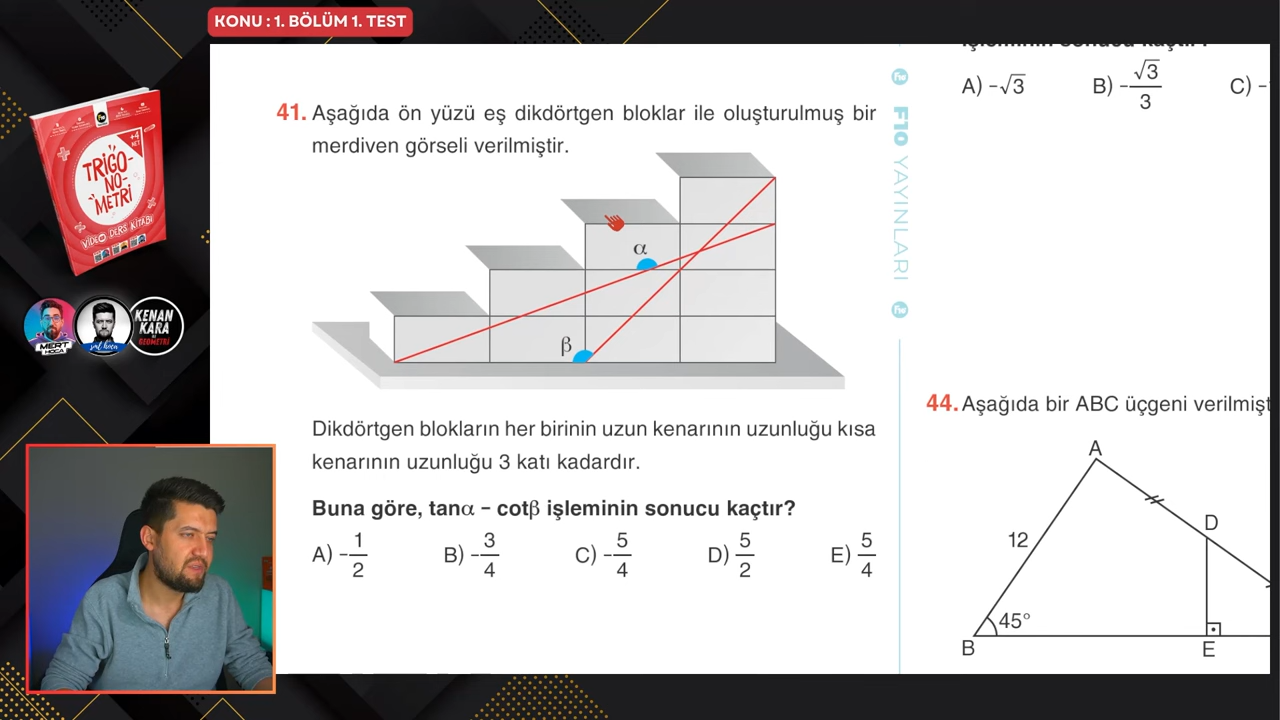 KONU : 1. BÖLÜM 1. TEST
işleminin sonucu kaçtır?
A) -√3
B) -√3/3
C) -
41. Aşağıda ön yüzü eş dikdörtgen bloklar ile oluşturulmuş bir
merdiven görseli verilmiştir.
α
β
Dikdörtgen blokların her birinin uzun kenarının uzunluğu kısa
kenarının uzunluğu 3 katı kadardır.
Buna göre, tanα - cotβ işleminin sonucu kaçtır?
A) -1/2
B) -3/4
C) -5/4
D) 5/2
E) 5/4
F10 YAYINLARI
44. Aşağıda bir ABC üçgeni verilmişt
A
D
12
45°
B
E
+4 NET
TRİGO-
NO-
METRİ
VİDEO DERS KİTABI
MERT
HOCA
KENAN
KARA
GEOMETRİ